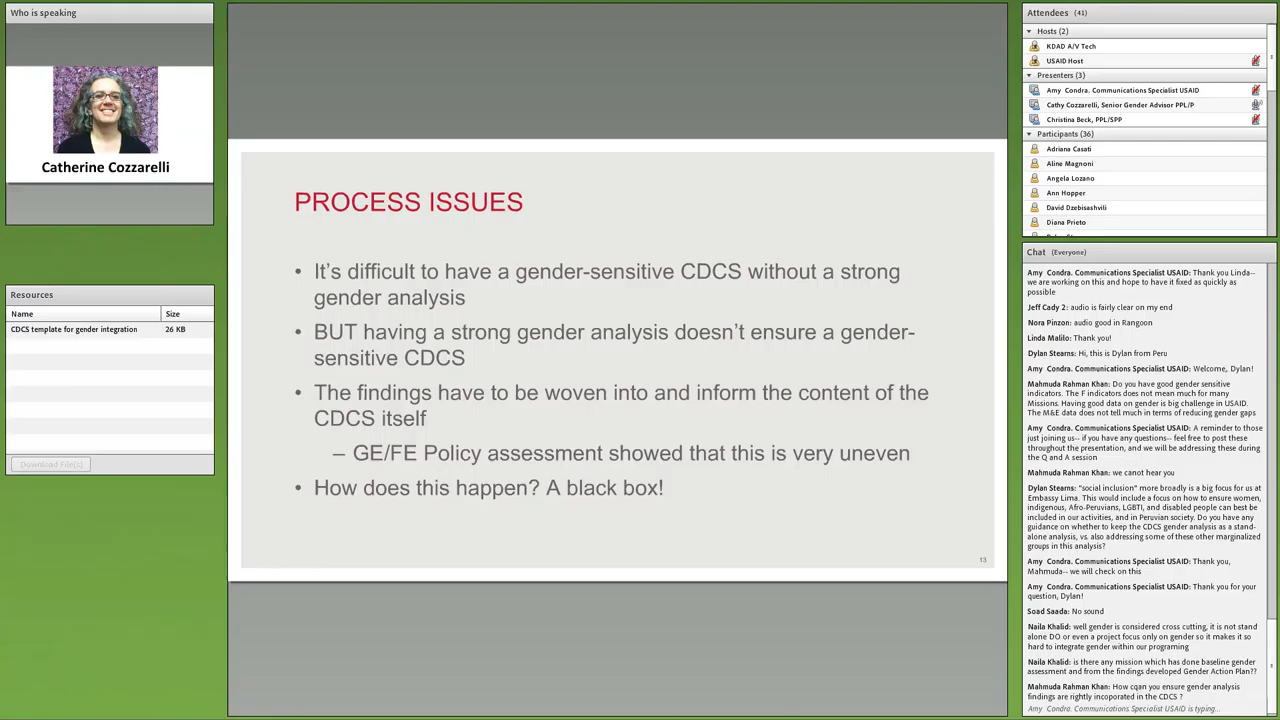 Who is speaking
Catherine Cozzarelli
Resources
Name Size
CDCS template for gender integration 26 KB
Download File(s)
PROCESS ISSUES
• It's difficult to have a gender-sensitive CDCS without a strong
gender analysis
• BUT having a strong gender analysis doesn't ensure a gender-
sensitive CDCS
• The findings have to be woven into and inform the content of the
CDCS itself
– GE/FE Policy assessment showed that this is very uneven
• How does this happen? A black box!
13
Attendees (41)
Hosts (2)
KDAD A/V Tech
USAID Host
Presenters (3)
Amy Condra. Communications Specialist USAID
Cathy Cozzarelli, Senior Gender Advisor PPL/P
Christina Beck, PPL/SPP
Participants (36)
Adriana Casati
Aline Magnoni
Angela Lozano
Ann Hopper
David Dzebisashvili
Diana Prieto
Chat (Everyone)
Amy Condra. Communications Specialist USAID: Thank you Linda--
we are working on this and hope to have it fixed as quickly as
possible
Jeff Cady 2: audio is fairly clear on my end
Nora Pinzon: audio good in Rangoon
Linda Malilo: Thank you!
Dylan Stearns: Hi, this is Dylan from Peru
Amy Condra. Communications Specialist USAID: Welcome, Dylan!
Mahmuda Rahman Khan: Do you have good gender sensitive
indicators. The F indicators does not mean much for many
Missions. Having good data on gender is big challenge in USAID.
The M&E data does not tell much in terms of reducing gender gaps
Amy Condra. Communications Specialist USAID: A reminder to those
just joining us-- if you have any questions-- feel free to post these
throughout the presentation, and we will be addressing these during
the Q and A session
Mahmuda Rahman Khan: we canot hear you
Dylan Stearns: "social inclusion" more broadly is a big focus for us at
Embassy Lima. This would include a focus on how to ensure women,
indigenous, Afro-Peruvians, LGBTI, and disabled people can best be
included in our activities, and in Peruvian society. Do you have any
guidance on whether to keep the CDCS gender analysis as a stand-
alone analysis, vs. also addressing some of these other marginalized
groups in this analysis?
Amy Condra. Communications Specialist USAID: Thank you,
Mahmuda-- we will check on this
Amy Condra. Communications Specialist USAID: Thank you for your
question, Dylan!
Soad Saada: No sound
Naila Khalid: well gender is considered cross cutting, it is not stand
alone DO or even a project focus only on gender so it makes it so
hard to integrate gender within our programing
Naila Khalid: is there any mission which has done baseline gender
assessment and from the findings developed Gender Action Plan??
Mahmuda Rahman Khan: How cqan you ensure gender analysis
findings are rightly incoporated in the CDCS ?
Amy Condra. Communications Specialist USAID is typing...